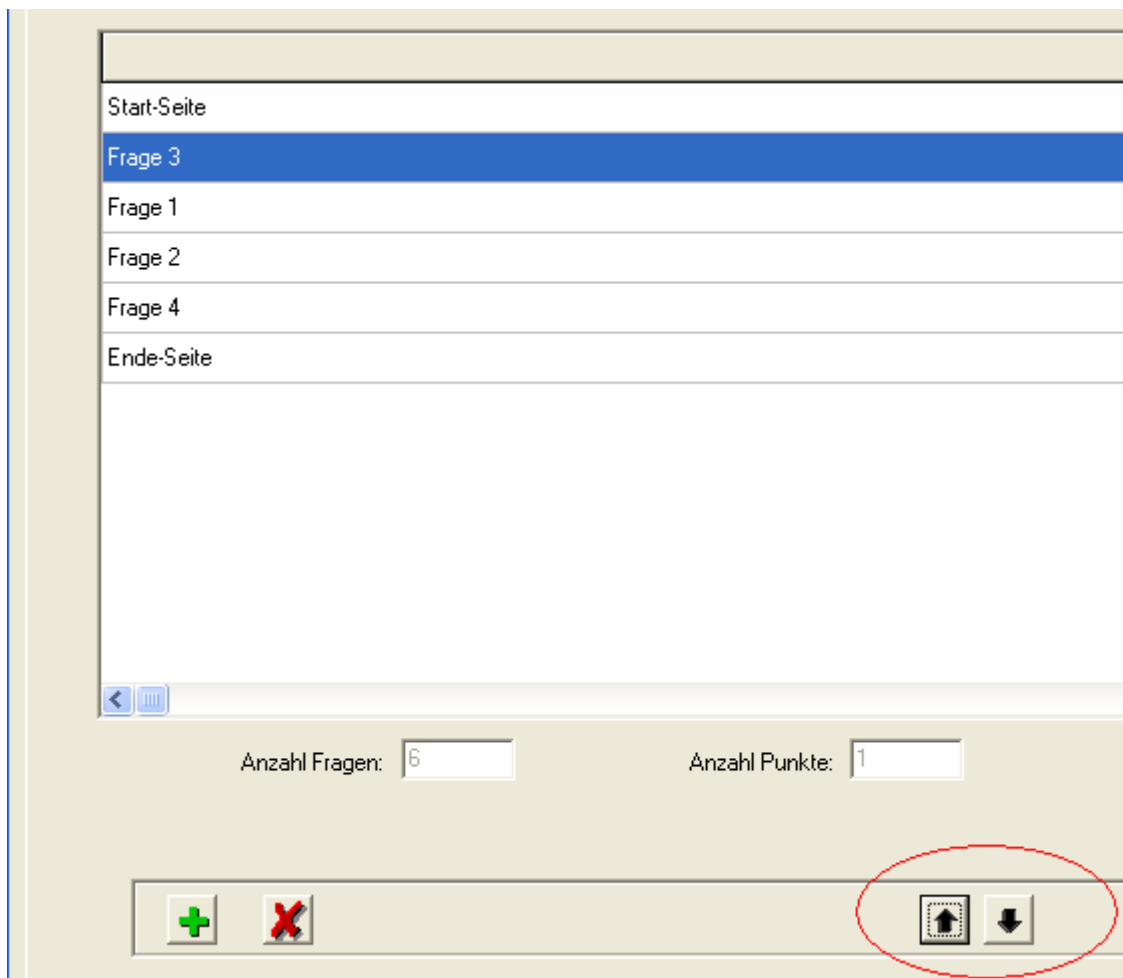 Start-Seite
Frage 3
Frage 1
Frage 2
Frage 4
Ende-Seite
Anzahl Fragen: 6 Anzahl Punkte: 1